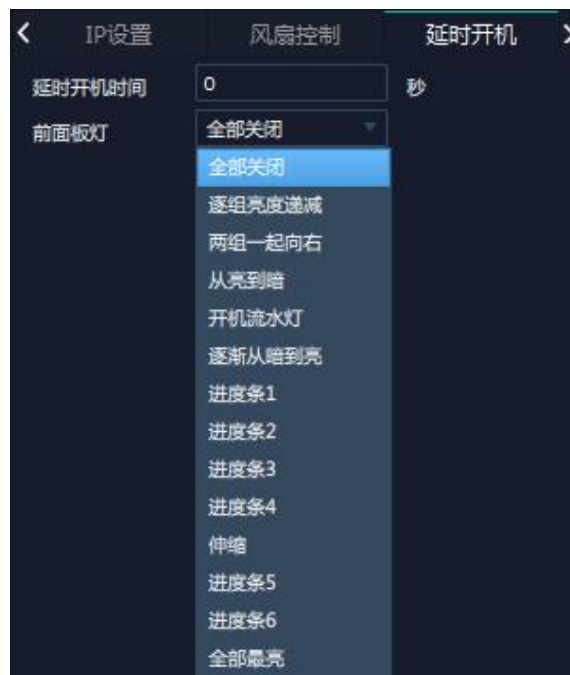 IP设置 风扇控制 延时开机
延时开机时间 0 秒
前面板灯 全部关闭
全部关闭
逐组亮度递减
两组一起向右
从亮到暗
开机流水灯
逐渐从暗到亮
进度条1
进度条2
进度条3
进度条4
伸缩
进度条5
进度条6
全部最亮